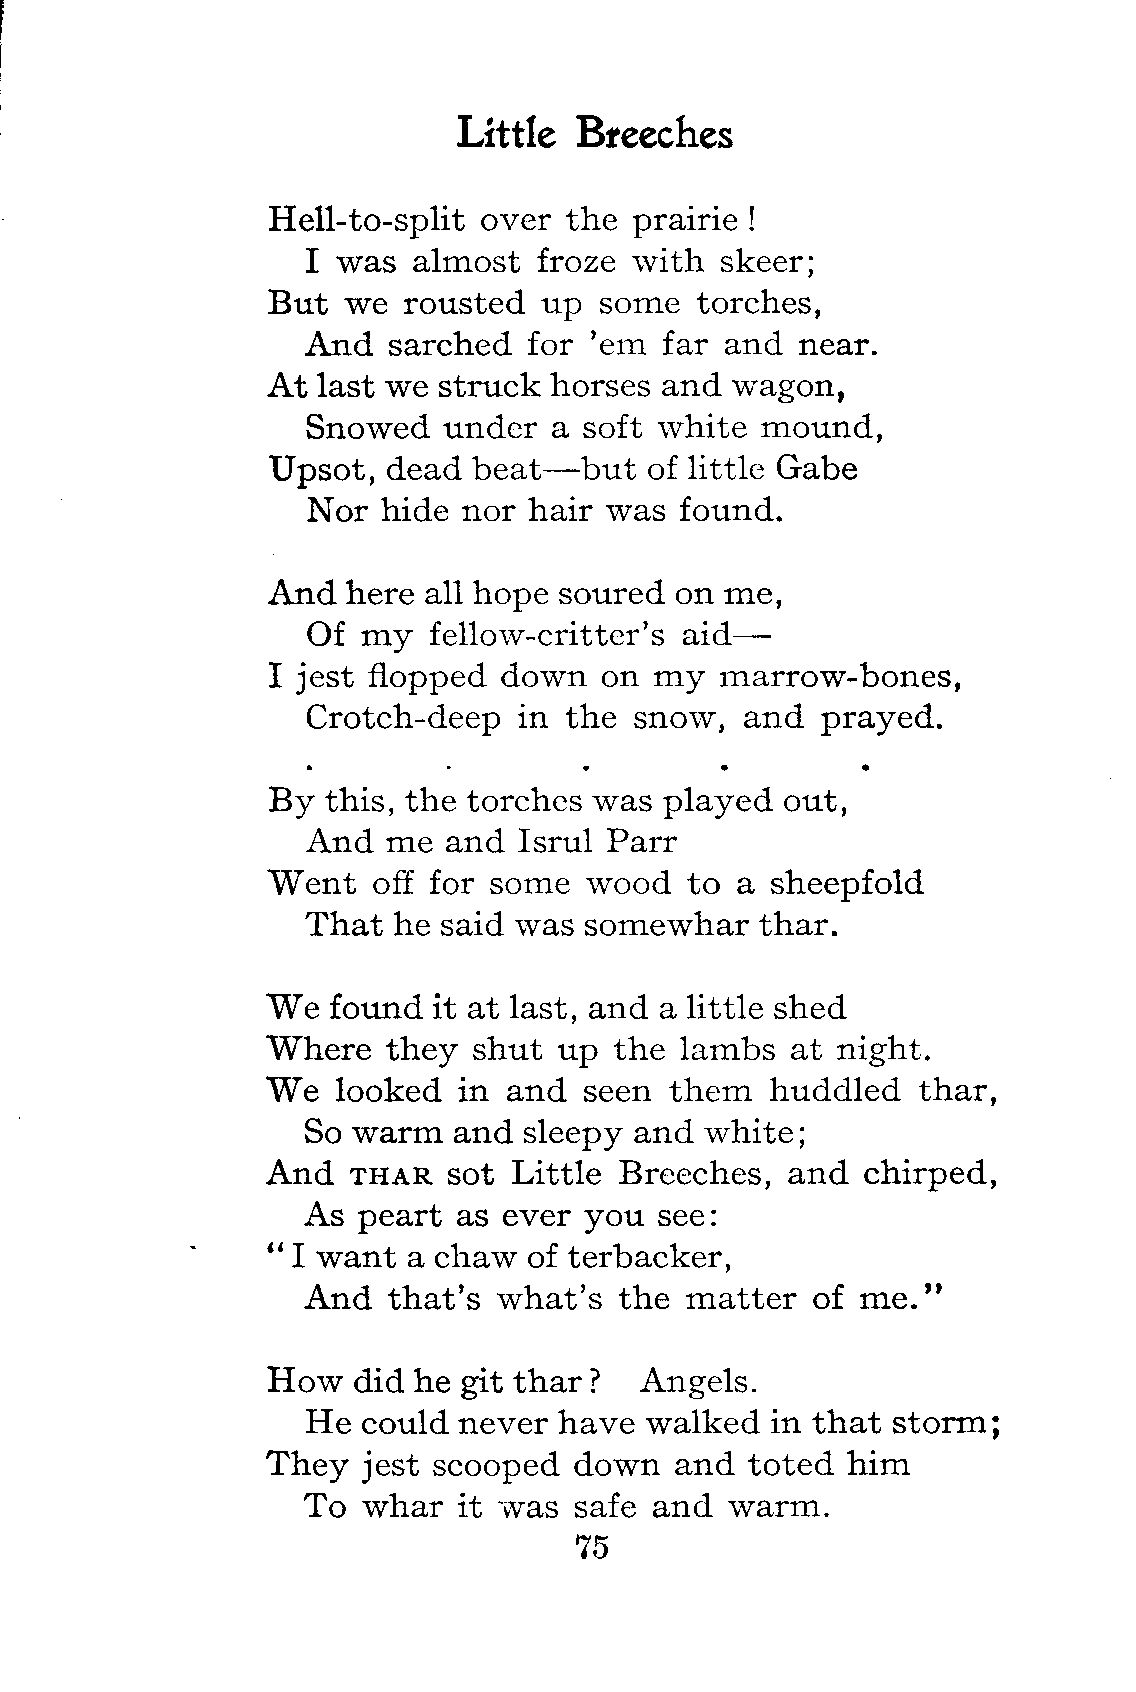 Little Breeches
Hell-to-split over the prairie!
I was almost froze with skeer;
But we rousted up some torches,
And sarched for 'em far and near.
At last we struck horses and wagon,
Snowed under a soft white mound,
Upsot, dead beat—but of little Gabe
Nor hide nor hair was found.
And here all hope soured on me,
Of my fellow-critter's aid—
I jest flopped down on my marrow-bones,
Crotch-deep in the snow, and prayed.
. . . . .
By this, the torches was played out,
And me and Isrul Parr
Went off for some wood to a sheepfold
That he said was somewhar thar.
We found it at last, and a little shed
Where they shut up the lambs at night.
We looked in and seen them huddled thar,
So warm and sleepy and white;
And THAR sot Little Breeches, and chirped,
As peart as ever you see:
"I want a chaw of terbacker,
And that's what's the matter of me."
How did he git thar? Angels.
He could never have walked in that storm;
They jest scooped down and toted him
To whar it was safe and warm.
75